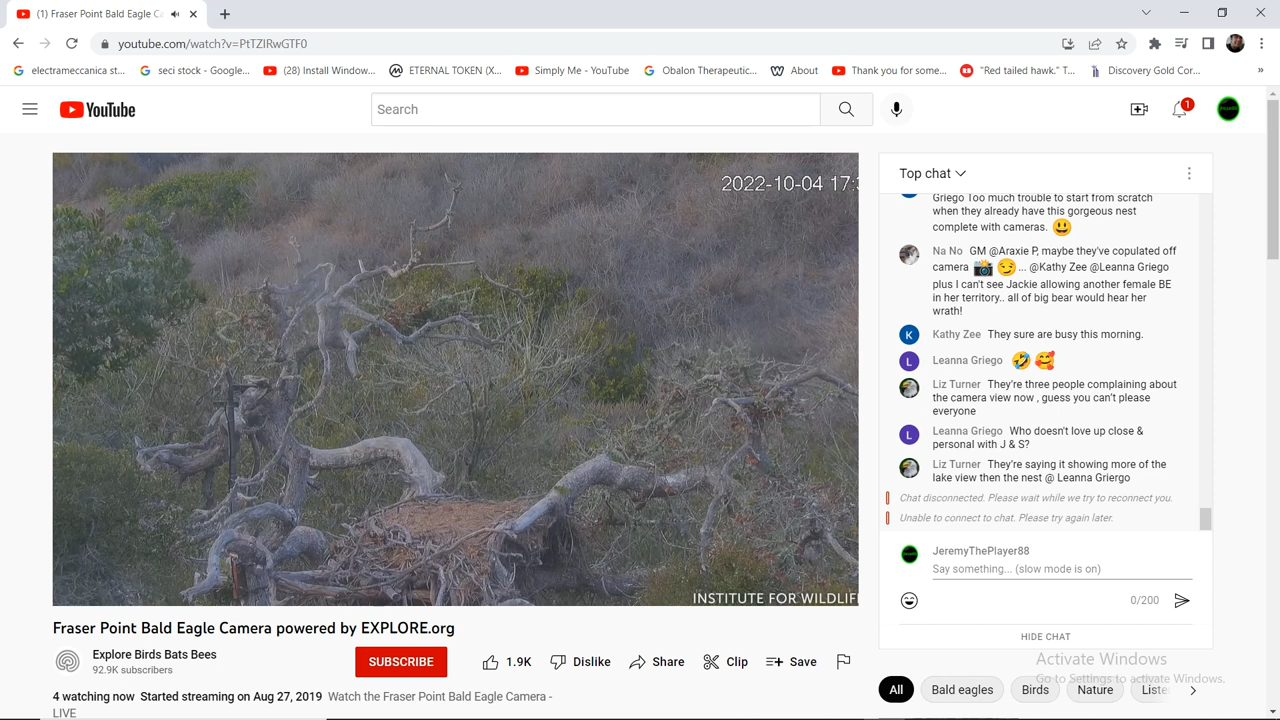 (1) Fraser Point Bald Eagle Ca
youtube.com/watch?v=PtTZIRwGTF0
electrameccanica st...
seci stock - Google...
(28) Install Window...
ETERNAL TOKEN (X...
Simply Me - YouTube
Obalon Therapeutic...
About
Thank you for some...
"Red tailed hawk." T...
Discovery Gold Cor...
YouTube
Search
1
2022-10-04 17:3
INSTITUTE FOR WILDLIFE
Fraser Point Bald Eagle Camera powered by EXPLORE.org
Explore Birds Bats Bees
92.9K subscribers
SUBSCRIBE
1.9K
Dislike
Share
Clip
Save
4 watching now Started streaming on Aug 27, 2019 Watch the Fraser Point Bald Eagle Camera -
LIVE
Top chat
Griego Too much trouble to start from scratch
when they already have this gorgeous nest
complete with cameras. 😃
Na No GM @Araxie P, maybe they've copulated off
camera 📸 😏 ... @Kathy Zee @Leanna Griego
plus I can't see Jackie allowing another female BE
in her territory.. all of big bear would hear her
wrath!
K
Kathy Zee They sure are busy this morning.
L
Leanna Griego 🤣 🥰
Liz Turner They're three people complaining about
the camera view now , guess you can't please
everyone
L
Leanna Griego Who doesn't love up close &
personal with J & S?
Liz Turner They're saying it showing more of the
lake view then the nest @ Leanna Griergo
Chat disconnected. Please wait while we try to reconnect you.
Unable to connect to chat. Please try again later.
JeremyThePlayer88
Say something... (slow mode is on)
0/200
HIDE CHAT
Activate Windows
Go to Settings to activate Windows.
All
Bald eagles
Birds
Nature
Liste